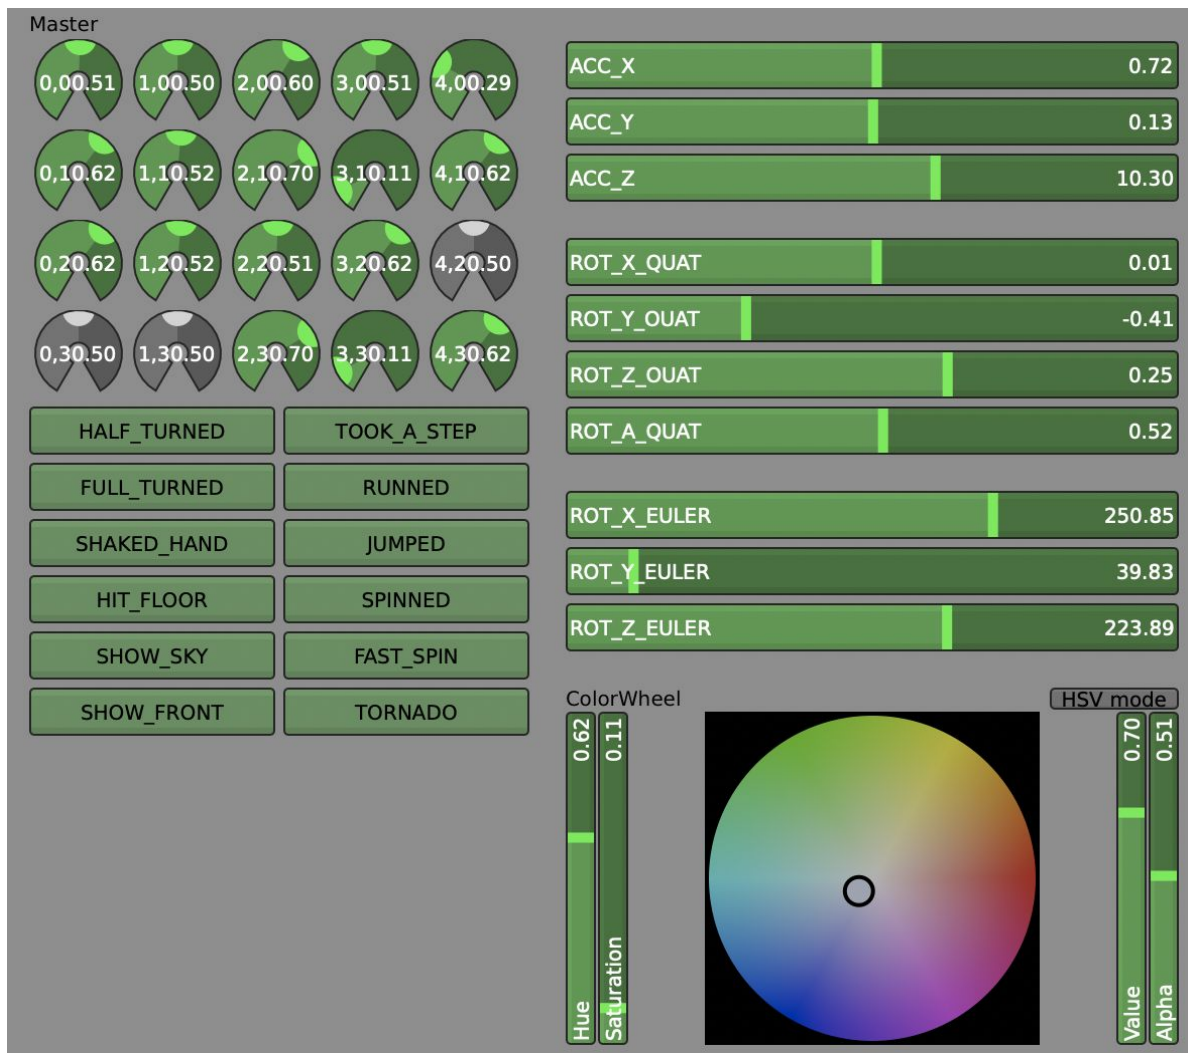 Master
0,00.51 1,00.50 2,00.60 3,00.51 4,00.29
0,10.62 1,10.52 2,10.70 3,10.11 4,10.62
0,20.62 1,20.52 2,20.51 3,20.62 4,20.50
0,30.50 1,30.50 2,30.70 3,30.11 4,30.62
HALF_TURNED TOOK_A_STEP
FULL_TURNED RUNNED
SHAKED_HAND JUMPED
HIT_FLOOR SPINNED
SHOW_SKY FAST_SPIN
SHOW_FRONT TORNADO
ACC_X 0.72
ACC_Y 0.13
ACC_Z 10.30
ROT_X_QUAT 0.01
ROT_Y_OUAT -0.41
ROT_Z_OUAT 0.25
ROT_A_QUAT 0.52
ROT_X_EULER 250.85
ROT_Y_EULER 39.83
ROT_Z_EULER 223.89
ColorWheel HSV mode
Hue 0.62
Saturation 0.11
Value 0.70
Alpha 0.51